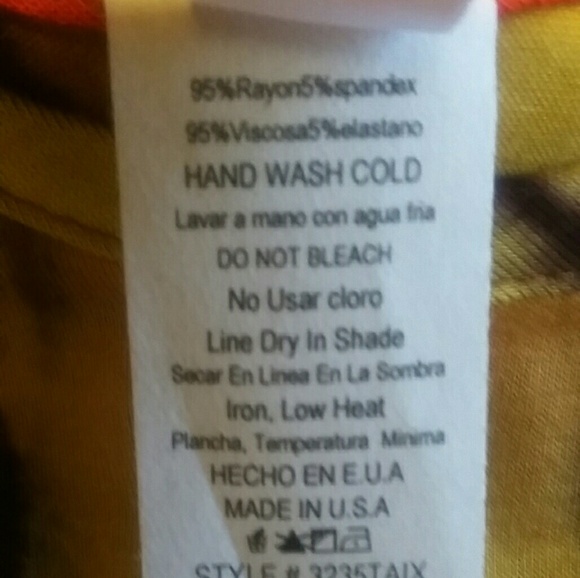 95%Rayon5%spandex
95%Viscosa5%elastano
HAND WASH COLD
Lavar a mano con agua fria
DO NOT BLEACH
No Usar cloro
Line Dry In Shade
Secar En Linea En La Sombra
Iron, Low Heat
Plancha, Temperatura Minima
HECHO EN E.U.A
MADE IN U.S.A
STYLE # 3235TAIX